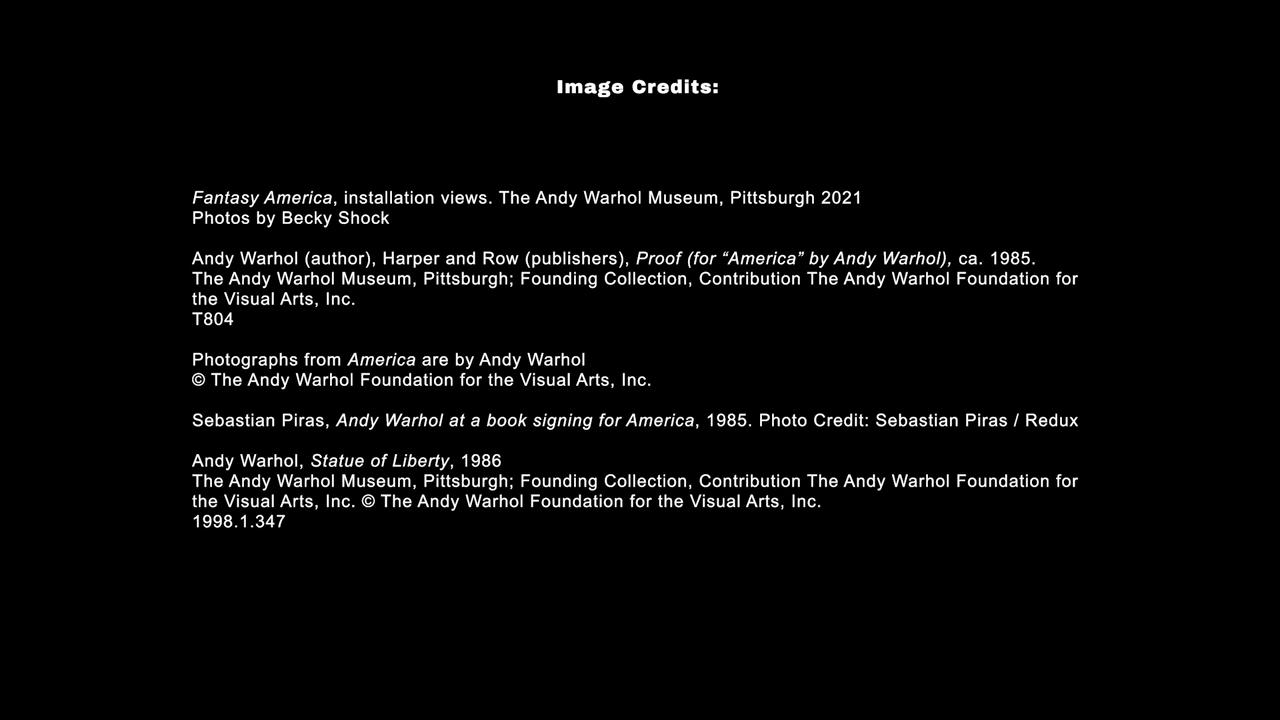 Image Credits:
Fantasy America, installation views. The Andy Warhol Museum, Pittsburgh 2021
Photos by Becky Shock
Andy Warhol (author), Harper and Row (publishers), Proof (for “America” by Andy Warhol), ca. 1985.
The Andy Warhol Museum, Pittsburgh; Founding Collection, Contribution The Andy Warhol Foundation for
the Visual Arts, Inc.
T804
Photographs from America are by Andy Warhol
© The Andy Warhol Foundation for the Visual Arts, Inc.
Sebastian Piras, Andy Warhol at a book signing for America, 1985. Photo Credit: Sebastian Piras / Redux
Andy Warhol, Statue of Liberty, 1986
The Andy Warhol Museum, Pittsburgh; Founding Collection, Contribution The Andy Warhol Foundation for
the Visual Arts, Inc. © The Andy Warhol Foundation for the Visual Arts, Inc.
1998.1.347